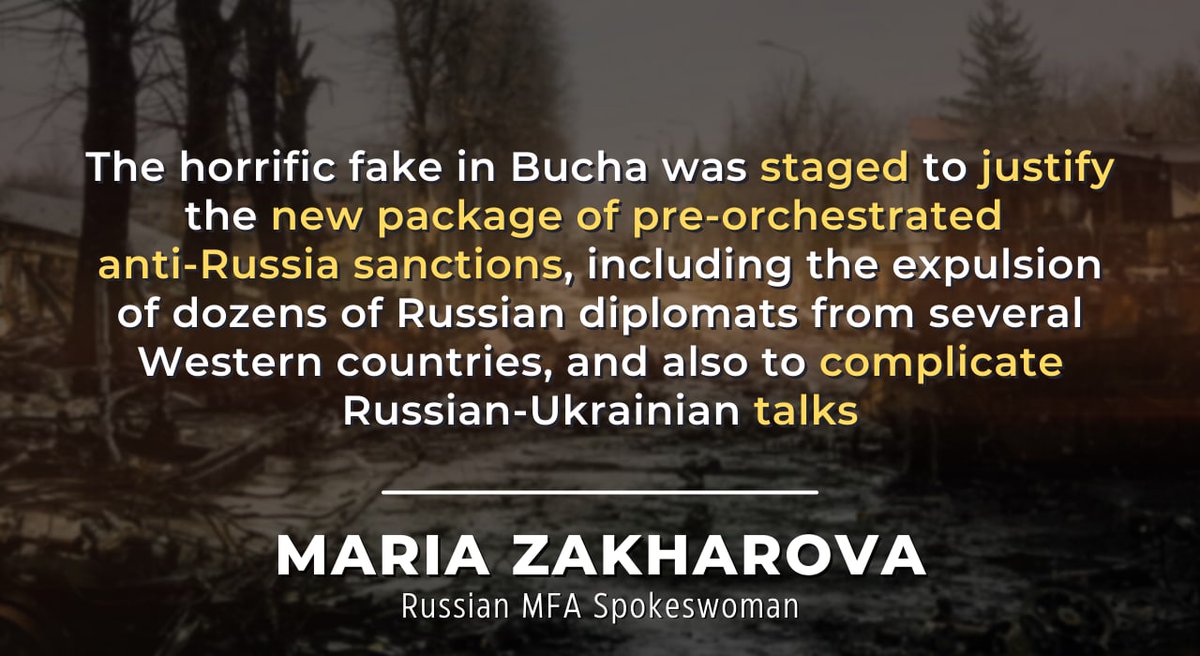 The horrific fake in Bucha was staged to justify
the new package of pre-orchestrated
anti-Russia sanctions, including the expulsion
of dozens of Russian diplomats from several
Western countries, and also to complicate
Russian-Ukrainian talks
MARIA ZAKHAROVA
Russian MFA Spokeswoman